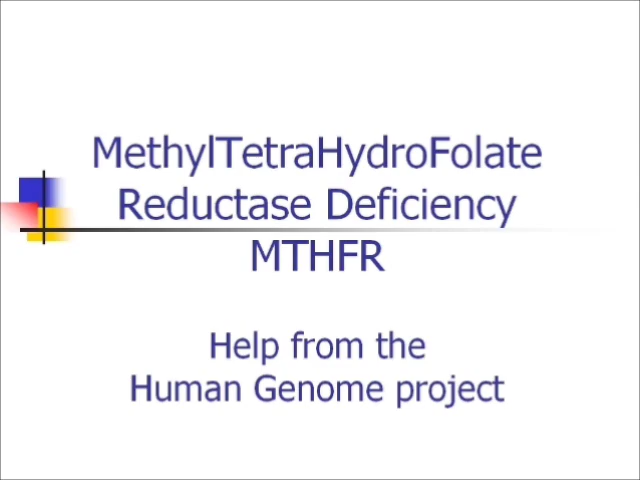 MethylTetraHydroFolate
Reductase Deficiency
MTHFR
Help from the
Human Genome project